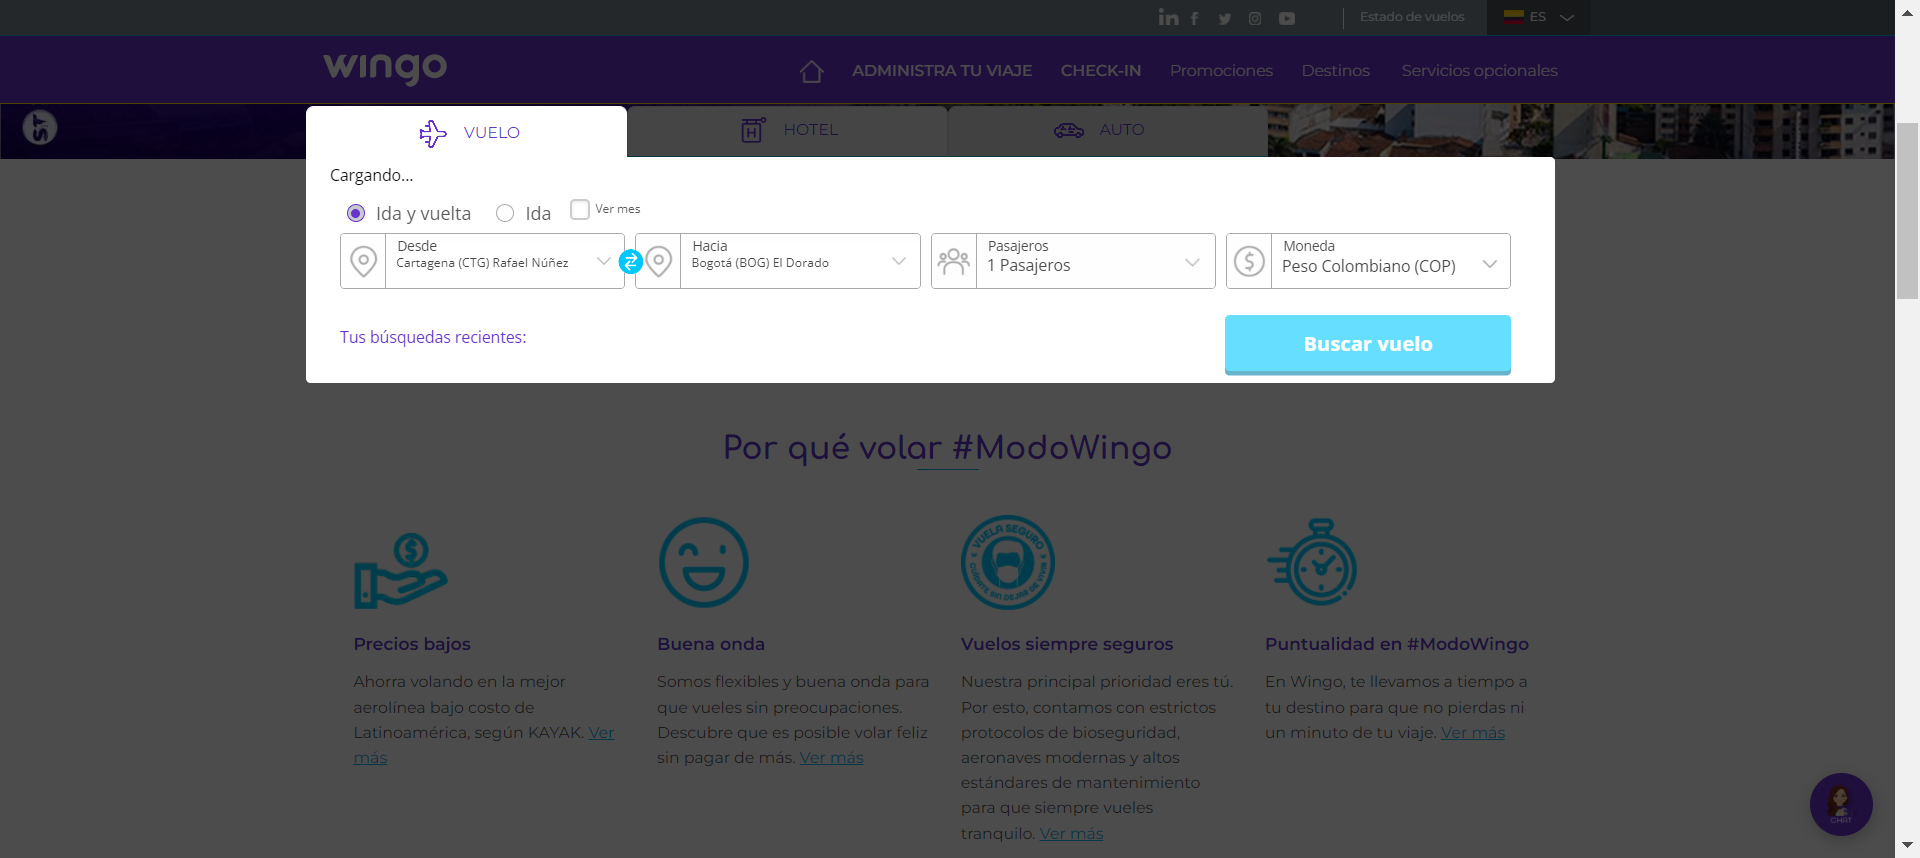 Estado de vuelos
ES
wingo
ADMINISTRA TU VIAJE
CHECK-IN
Promociones
Destinos
Servicios opcionales
VUELO
HOTEL
AUTO
Cargando...
Ida y vuelta
Ida
Ver mes
Desde
Cartagena (CTG) Rafael Núñez
Hacia
Bogotá (BOG) El Dorado
Pasajeros
1 Pasajeros
Moneda
Peso Colombiano (COP)
Tus búsquedas recientes:
Buscar vuelo
Por qué volar #ModoWingo
Precios bajos
Ahorra volando en la mejor
aerolínea bajo costo de
Latinoamérica, según KAYAK. Ver
más
Buena onda
Somos flexibles y buena onda para
que vueles sin preocupaciones.
Descubre que es posible volar feliz
sin pagar de más. Ver más
VUELA SEGURO
CUÍDATE SIN DEJAR DE VIVIR
Vuelos siempre seguros
Nuestra principal prioridad eres tú.
Por esto, contamos con estrictos
protocolos de bioseguridad,
aeronaves modernas y altos
estándares de mantenimiento
para que siempre vueles
tranquilo. Ver más
Puntualidad en #ModoWingo
En Wingo, te llevamos a tiempo a
tu destino para que no pierdas ni
un minuto de tu viaje. Ver más
CHAT